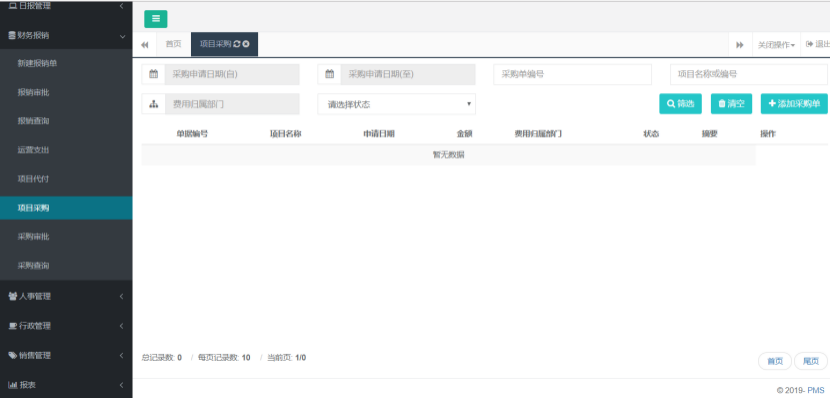 日报管理
财务报销
新建报销单
报销审批
报销查询
运营支出
项目代付
项目采购
采购审批
采购查询
人事管理
行政管理
销售管理
报表
首页 项目采购 关闭操作 退出
采购申请日期(自) 采购申请日期(至) 采购单编号 项目名称或编号
费用归属部门 请选择状态 筛选 清空 添加采购单
单据编号 项目名称 申请日期 金额 费用归属部门 状态 摘要 操作
暂无数据
总记录数: 0 / 每页记录数: 10 / 当前页: 1/0 首页 尾页
© 2019- PMS